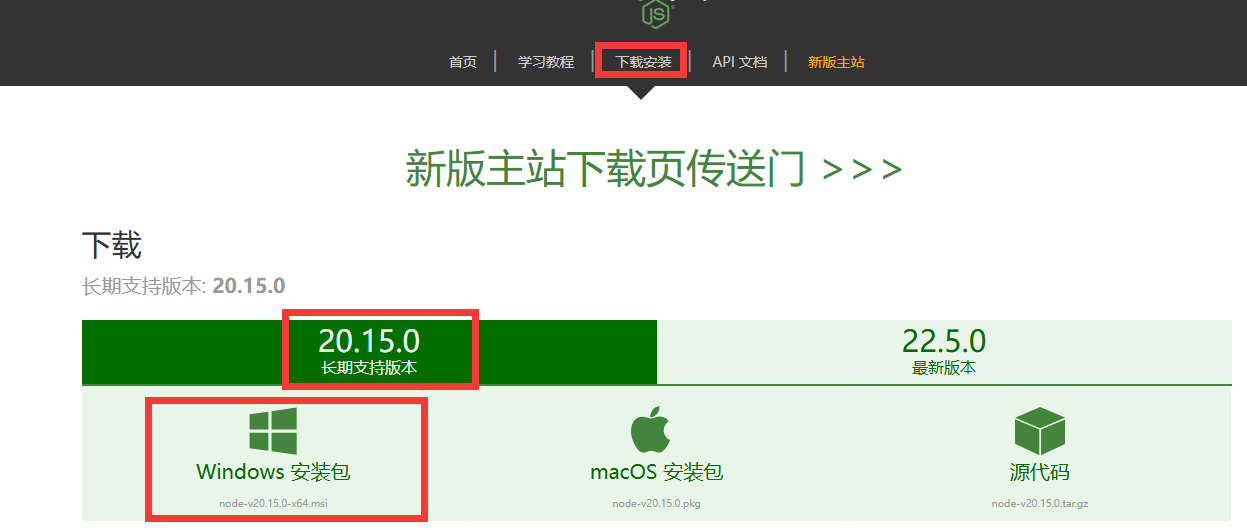 JS
首页
学习教程
下载安装
API 文档
新版主站
新版主站下载页传送门 >>>
下载
长期支持版本: 20.15.0
20.15.0
长期支持版本
22.5.0
最新版本
Windows 安装包
node-v20.15.0-x64.msi
macOS 安装包
node-v20.15.0.pkg
源代码
node-v20.15.0.tar.gz